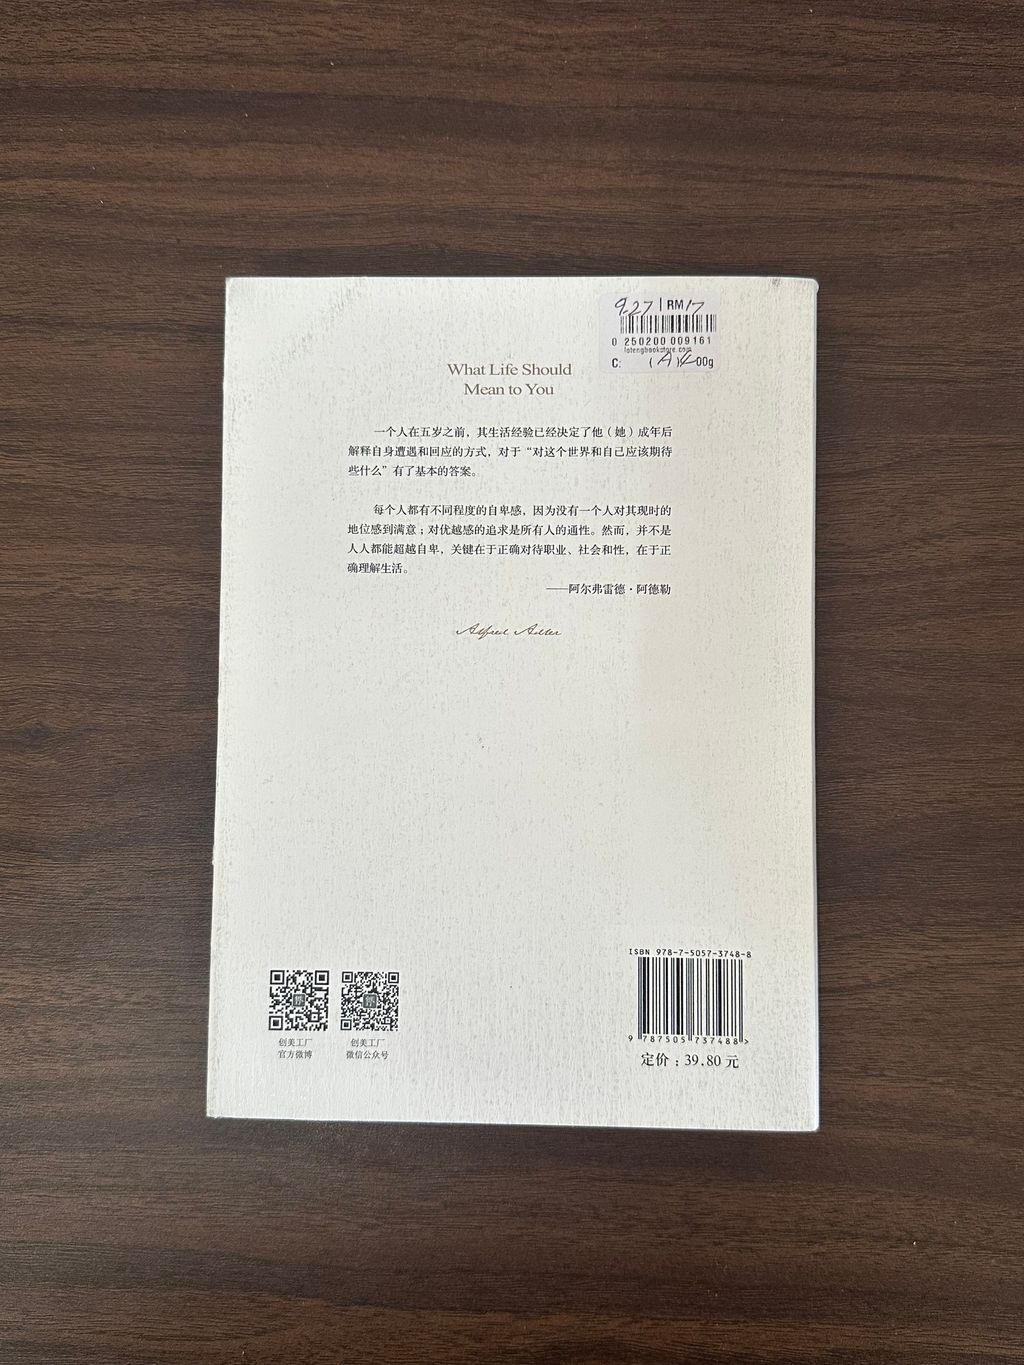 9.27 | RM17
0 250200 009161
lotengbookstore.com
C: (A) 00g
What Life Should
Mean to You
一个人在五岁之前，其生活经验已经决定了他（她）成年后
解释自身遭遇和回应的方式，对于“对这个世界和自己应该期待
些什么”有了基本的答案。
每个人都有不同程度的自卑感，因为没有一个人对其现时的
地位感到满意；对优越感的追求是所有人的通性。然而，并不是
人人都能超越自卑，关键在于正确对待职业、社会和性，在于正
确理解生活。
——阿尔弗雷德·阿德勒
Alfred Adler
ISBN 978-7-5057-3748-8
9 787505 737488 >
定价：39.80 元
创美工厂
官方微博
创美工厂
微信公众号